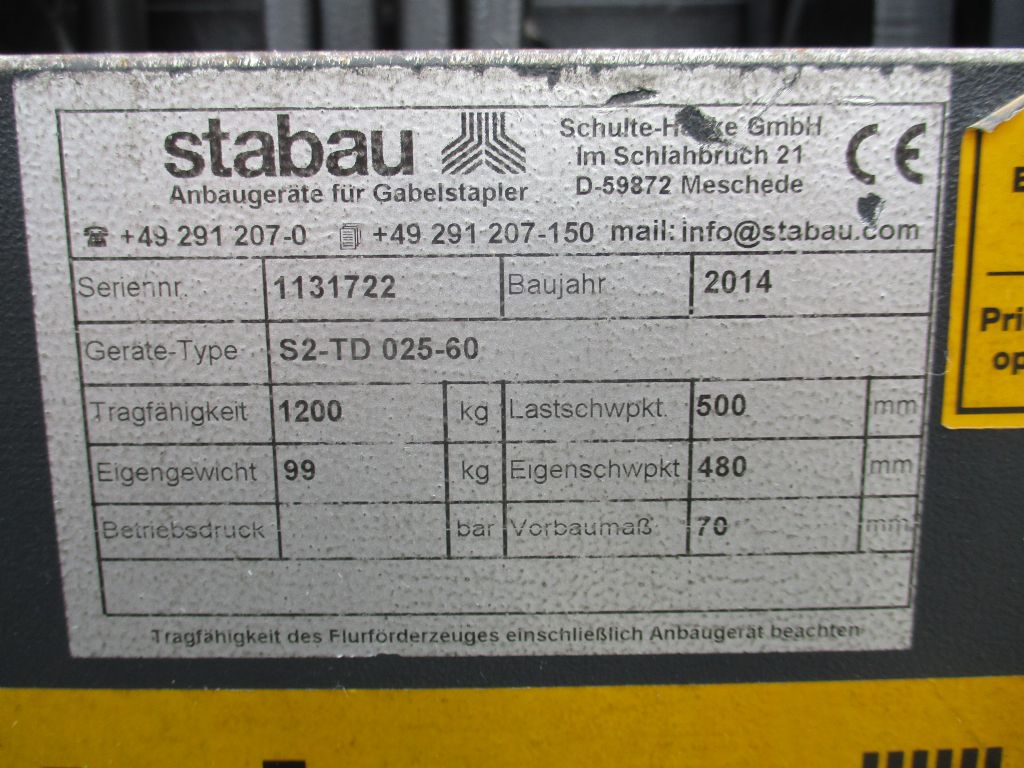 stabau
Anbaugeräte für Gabelstapler
GmbH
Im Schlahbruch 21
D-59872 Meschede
CE
+49 291 207-0 +49 291 207-150 mail: info@stabau.com
Seriennr. 1131722 Baujahr 2014
Geräte-Type S2-TD 025-60
Tragfähigkeit 1200 kg Lastschwpkt. 500 mm
Eigengewicht 99 kg Eigenschwpkt 480 mm
Betriebsdruck bar Vorbaumaß 70 mm
Tragfähigkeit des Flurförderzeuges einschließlich Anbaugerät beachten